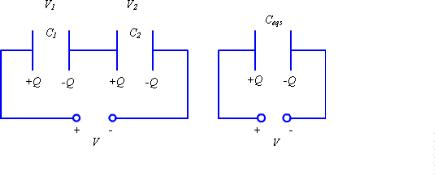 V1 V2
C1 C2 Ceqs
+Q -Q +Q -Q +Q -Q
+ - + -
V V